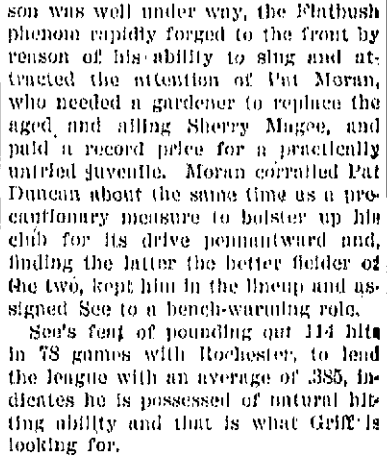 son was well under way, the Flatbush
phenom rapidly forged to the front by
reason of his ability to slug and at-
tracted the attention of Pat Moran,
who needed a gardener to replace the
aged and ailing Sherry Magee, and
paid a record price for a practically
untried juvenile. Moran corralled Pat
Duncan about the same time as a pre-
cautionary measure to bolster up his
club for its drive pennantward and,
finding the latter the better fielder of
the two, kept him in the lineup and as-
signed See to a bench-warming role.
See's feat of pounding out 114 hits
in 78 games with Rochester, to lead
the league with an average of .385, in-
dicates he is possessed of natural hit-
ting ability and that is what Griff is
looking for.